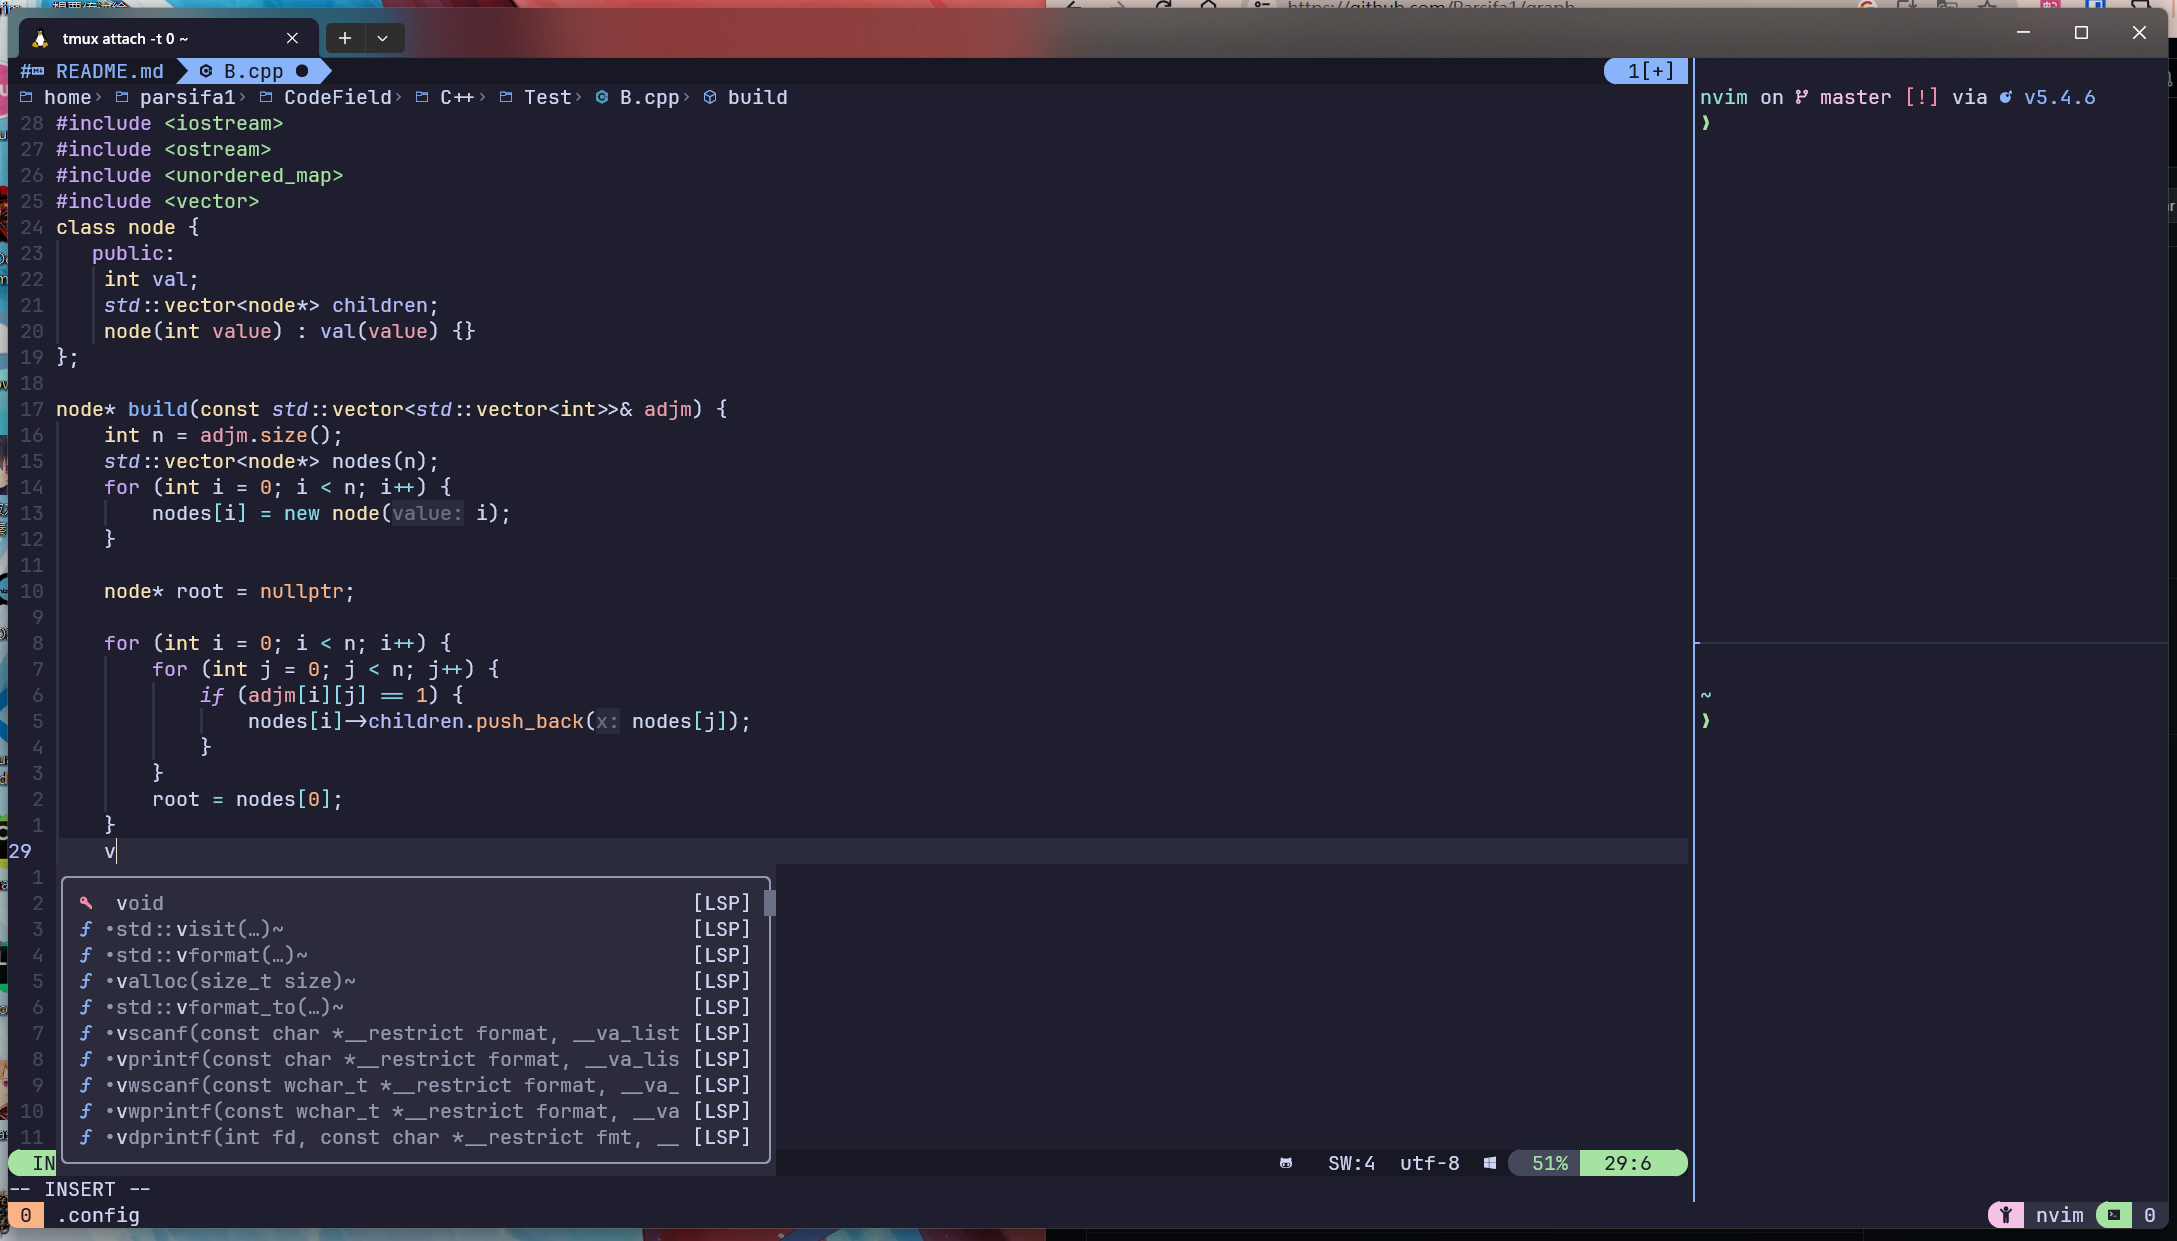 https://github.com/Parsifa1/graph
tmux attach -t 0 ~
README.md B.cpp
1[+]
home› parsifa1› CodeField› C++› Test› B.cpp› build
28 #include <iostream>
27 #include <ostream>
26 #include <unordered_map>
25 #include <vector>
24 class node {
23 public:
22 int val;
21 std::vector<node*> children;
20 node(int value) : val(value) {}
19 };
18
17 node* build(const std::vector<std::vector<int>>& adjm) {
16 int n = adjm.size();
15 std::vector<node*> nodes(n);
14 for (int i = 0; i < n; i++) {
13 nodes[i] = new node(value: i);
12 }
11
10 node* root = nullptr;
9
8 for (int i = 0; i < n; i++) {
7 for (int j = 0; j < n; j++) {
6 if (adjm[i][j] == 1) {
5 nodes[i]->children.push_back(x: nodes[j]);
4 }
3 }
2 root = nodes[0];
1 }
29 v
1
2 void [LSP]
3 ƒ •std::visit(…)~ [LSP]
4 ƒ •std::vformat(…)~ [LSP]
5 ƒ •valloc(size_t size)~ [LSP]
6 ƒ •std::vformat_to(…)~ [LSP]
7 ƒ •vscanf(const char *__restrict format, __va_list [LSP]
8 ƒ •vprintf(const char *__restrict format, __va_lis [LSP]
9 ƒ •vwscanf(const wchar_t *__restrict format, __va_ [LSP]
10 ƒ •vwprintf(const wchar_t *__restrict format, __va [LSP]
11 ƒ •vdprintf(int fd, const char *__restrict fmt, __ [LSP]
IN SW:4 utf-8 51% 29:6
-- INSERT --
0 .config
nvim on master [!] via v5.4.6
❯
~
❯
nvim 0